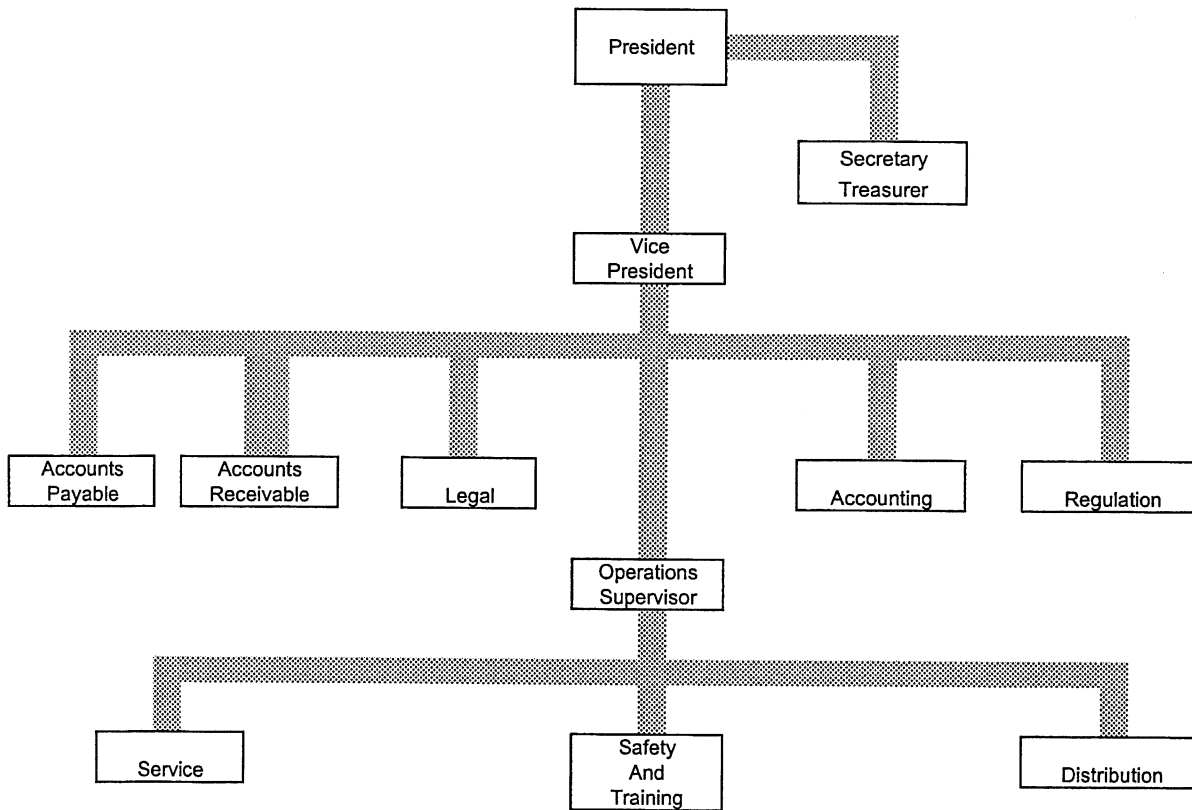 President
Secretary
Treasurer
Vice
President
Accounts
Payable
Accounts
Receivable
Legal
Accounting
Regulation
Operations
Supervisor
Service
Safety
And
Training
Distribution